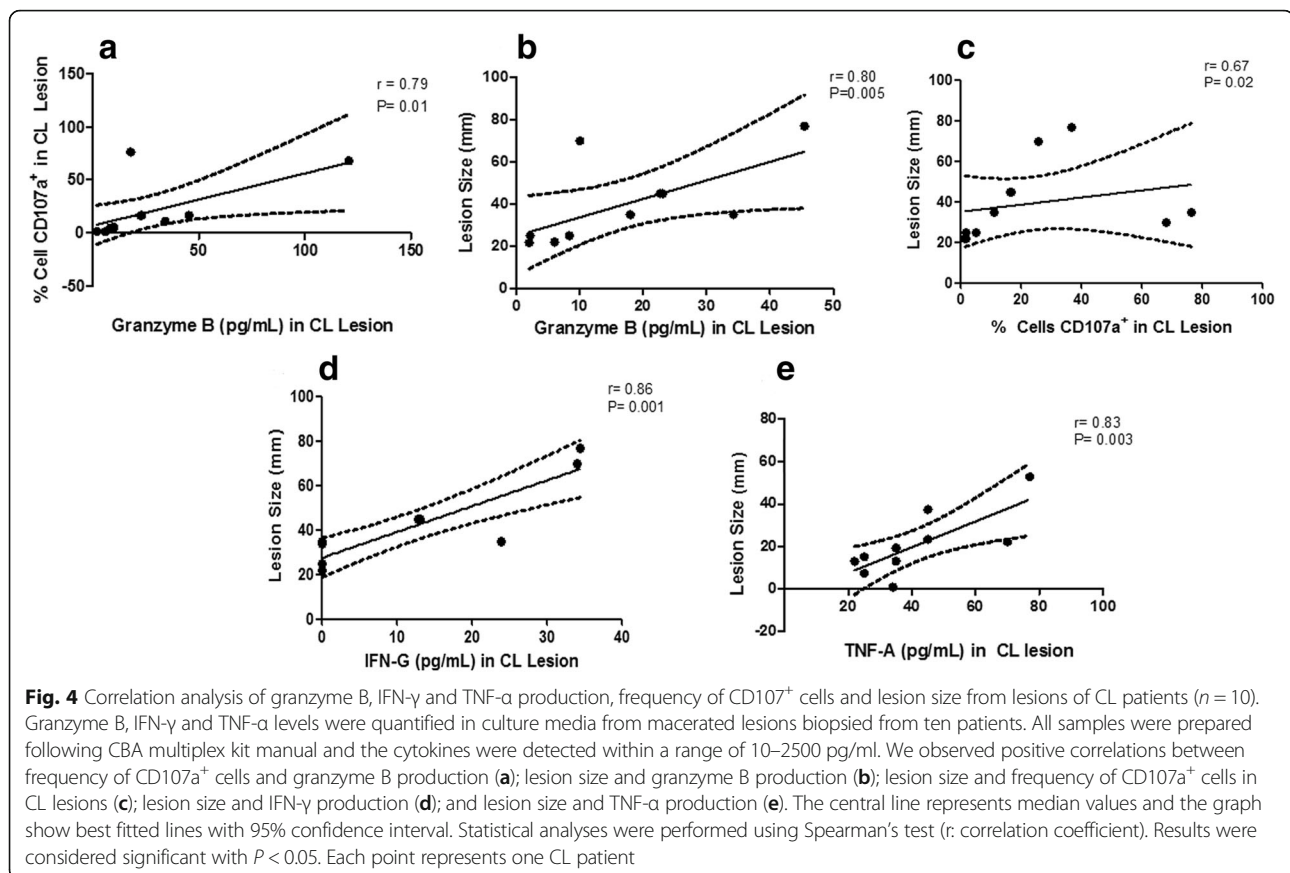 a
r = 0.79
P= 0.01
% Cell CD107a⁺ in CL Lesion
150
100
50
0
-50
50
100
150
Granzyme B (pg/mL) in CL Lesion
b
r= 0.80
P=0.005
Lesion Size (mm)
100
80
60
40
20
0
0
10
20
30
40
50
Granzyme B (pg/mL) in CL Lesion
c
r= 0.67
P= 0.02
Lesion Size (mm)
100
80
60
40
20
0
0
20
40
60
80
100
% Cells CD107a⁺ in CL Lesion
d
r= 0.86
P= 0.001
Lesion Size (mm)
100
80
60
40
20
0
0
10
20
30
40
IFN-G (pg/mL) in CL Lesion
e
r= 0.83
P= 0.003
Lesion Size (mm)
80
60
40
20
0
-20
20
40
60
80
100
TNF-A (pg/mL) in CL lesion
Fig. 4 Correlation analysis of granzyme B, IFN-γ and TNF-α production, frequency of CD107⁺ cells and lesion size from lesions of CL patients (n = 10).
Granzyme B, IFN-γ and TNF-α levels were quantified in culture media from macerated lesions biopsied from ten patients. All samples were prepared
following CBA multiplex kit manual and the cytokines were detected within a range of 10–2500 pg/ml. We observed positive correlations between
frequency of CD107a⁺ cells and granzyme B production (a); lesion size and granzyme B production (b); lesion size and frequency of CD107a⁺ cells in
CL lesions (c); lesion size and IFN-γ production (d); and lesion size and TNF-α production (e). The central line represents median values and the graph
show best fitted lines with 95% confidence interval. Statistical analyses were performed using Spearman's test (r: correlation coefficient). Results were
considered significant with P < 0.05. Each point represents one CL patient